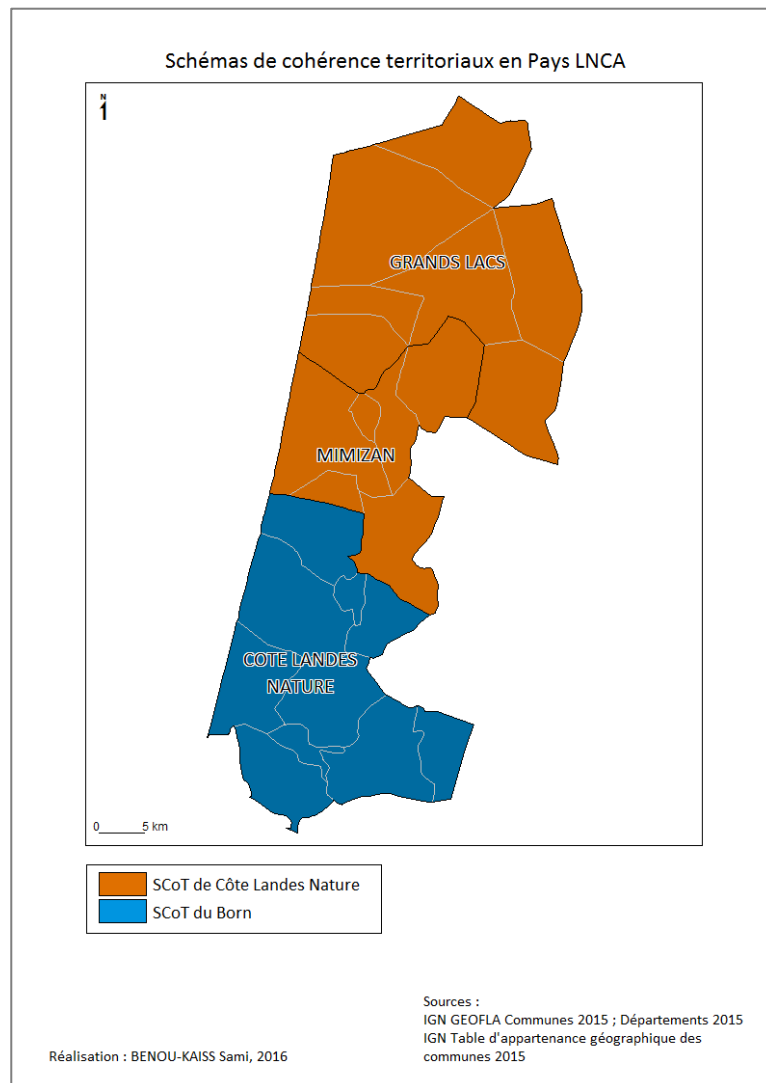 Schémas de cohérence territoriaux en Pays LNCA
N
GRANDS LACS
MIMIZAN
COTE LANDES
NATURE
0 5 km
SCoT de Côte Landes Nature
SCoT du Born
Sources :
IGN GEOFLA Communes 2015 ; Départements 2015
IGN Table d'appartenance géographique des
communes 2015
Réalisation : BENOU-KAISS Sami, 2016